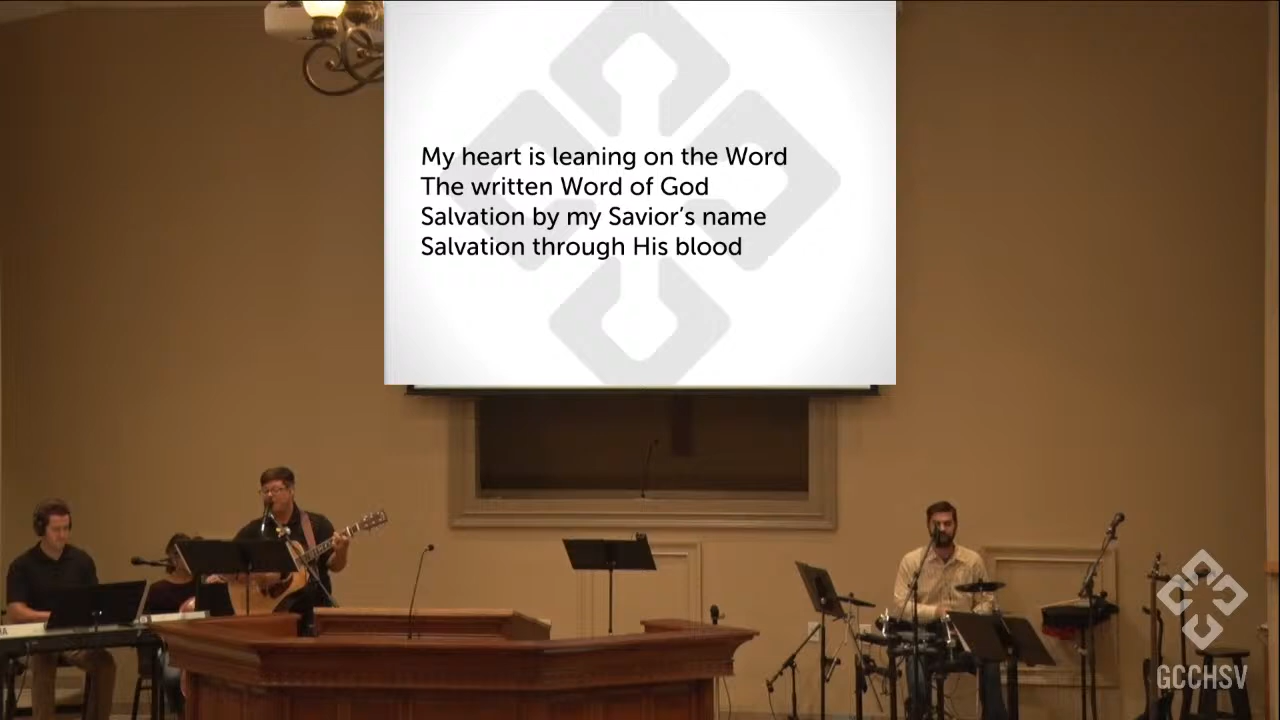 My heart is leaning on the Word
The written Word of God
Salvation by my Savior's name
Salvation through His blood
GCCHSV